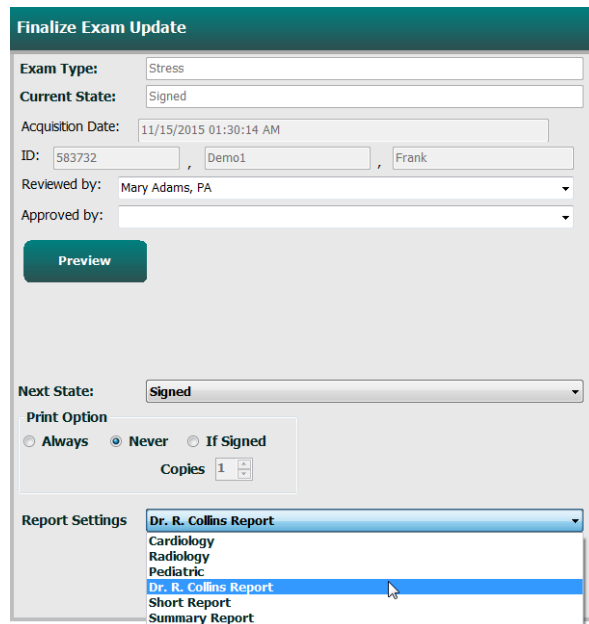 Finalize Exam Update
Exam Type: Stress
Current State: Signed
Acquisition Date: 11/15/2015 01:30:14 AM
ID: 583732 , Demo1 , Frank
Reviewed by: Mary Adams, PA
Approved by:
Preview
Next State: Signed
Print Option
Always Never If Signed
Copies 1
Report Settings Dr. R. Collins Report
Cardiology
Radiology
Pediatric
Dr. R. Collins Report
Short Report
Summary Report